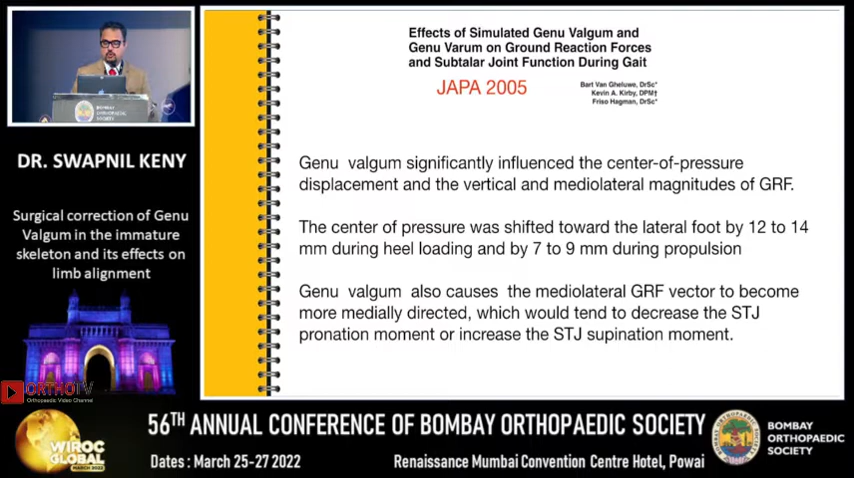 BOMBAY
ORTHOPAEDIC
SOCIETY
DR. SWAPNIL KENY
Surgical correction of Genu
Valgum in the immature
skeleton and its effects on
limb alignment
Effects of Simulated Genu Valgum and
Genu Varum on Ground Reaction Forces
and Subtalar Joint Function During Gait
JAPA 2005
Bart Van Gheluwe, DrSc*
Kevin A. Kirby, DPM†
Friso Hagman, DrSc*
Genu valgum significantly influenced the center-of-pressure
displacement and the vertical and mediolateral magnitudes of GRF.
The center of pressure was shifted toward the lateral foot by 12 to 14
mm during heel loading and by 7 to 9 mm during propulsion
Genu valgum also causes the mediolateral GRF vector to become
more medially directed, which would tend to decrease the STJ
pronation moment or increase the STJ supination moment.
ORTHOTV
Orthopaedic Video Channel
WIROC
GLOBAL
MARCH 2022
56TH ANNUAL CONFERENCE OF BOMBAY ORTHOPAEDIC SOCIETY
Dates : March 25-27 2022
Renaissance Mumbai Convention Centre Hotel, Powai
BOMBAY
ORTHOPAEDIC
SOCIETY